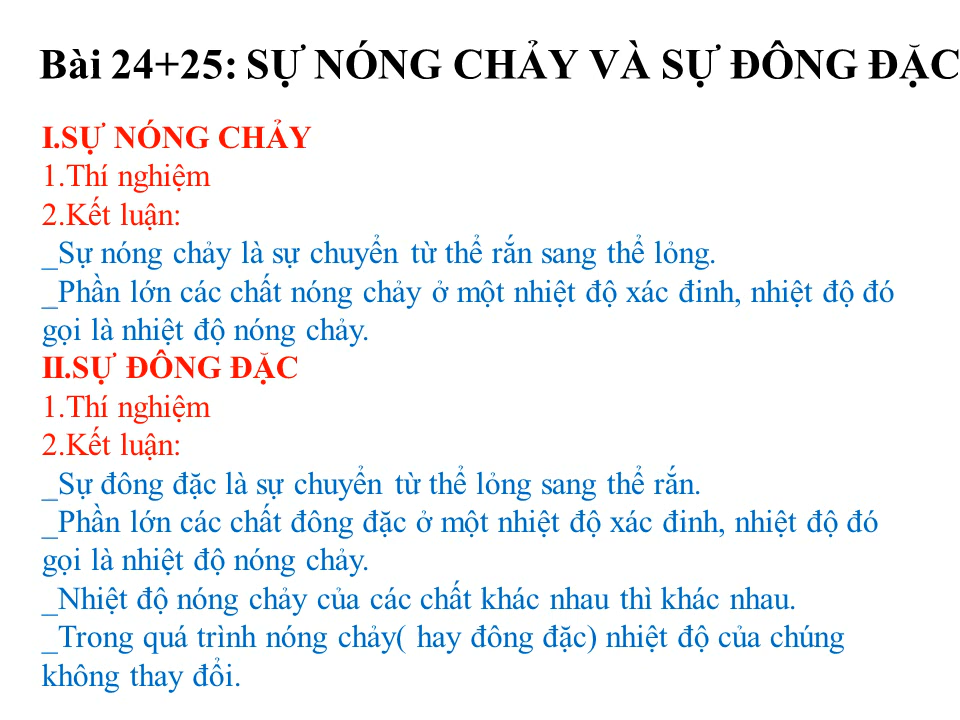 Bài 24+25: SỰ NÓNG CHẢY VÀ SỰ ĐÔNG ĐẶC
I.SỰ NÓNG CHẢY
1.Thí nghiệm
2.Kết luận:
_Sự nóng chảy là sự chuyển từ thể rắn sang thể lỏng.
_Phần lớn các chất nóng chảy ở một nhiệt độ xác đinh, nhiệt độ đó
gọi là nhiệt độ nóng chảy.
II.SỰ ĐÔNG ĐẶC
1.Thí nghiệm
2.Kết luận:
_Sự đông đặc là sự chuyển từ thể lỏng sang thể rắn.
_Phần lớn các chất đông đặc ở một nhiệt độ xác đinh, nhiệt độ đó
gọi là nhiệt độ nóng chảy.
_Nhiệt độ nóng chảy của các chất khác nhau thì khác nhau.
_Trong quá trình nóng chảy( hay đông đặc) nhiệt độ của chúng
không thay đổi.